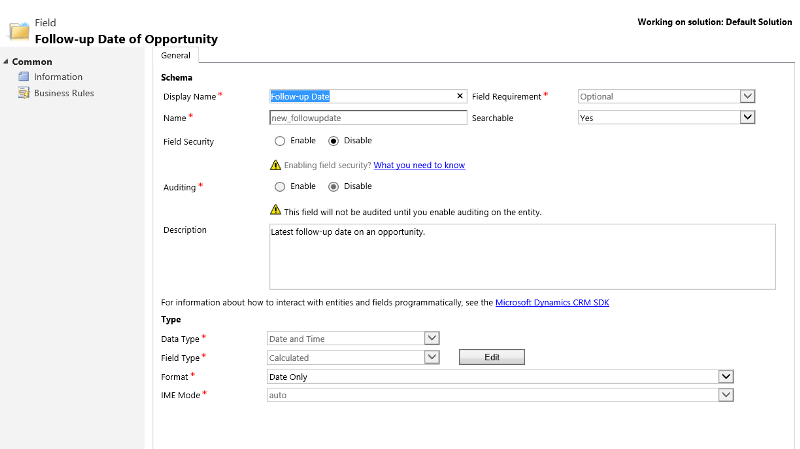 Field
Working on solution: Default Solution
Follow-up Date of Opportunity
Common
Information
Business Rules
General
Schema
Display Name * Follow-up Date × Field Requirement * Optional
Name * new_followupdate Searchable Yes
Field Security Enable Disable
Enabling field security? What you need to know
Auditing * Enable Disable
This field will not be audited until you enable auditing on the entity.
Description Latest follow-up date on an opportunity.
For information about how to interact with entities and fields programmatically, see the Microsoft Dynamics CRM SDK
Type
Data Type * Date and Time
Field Type * Calculated Edit
Format * Date Only
IME Mode * auto